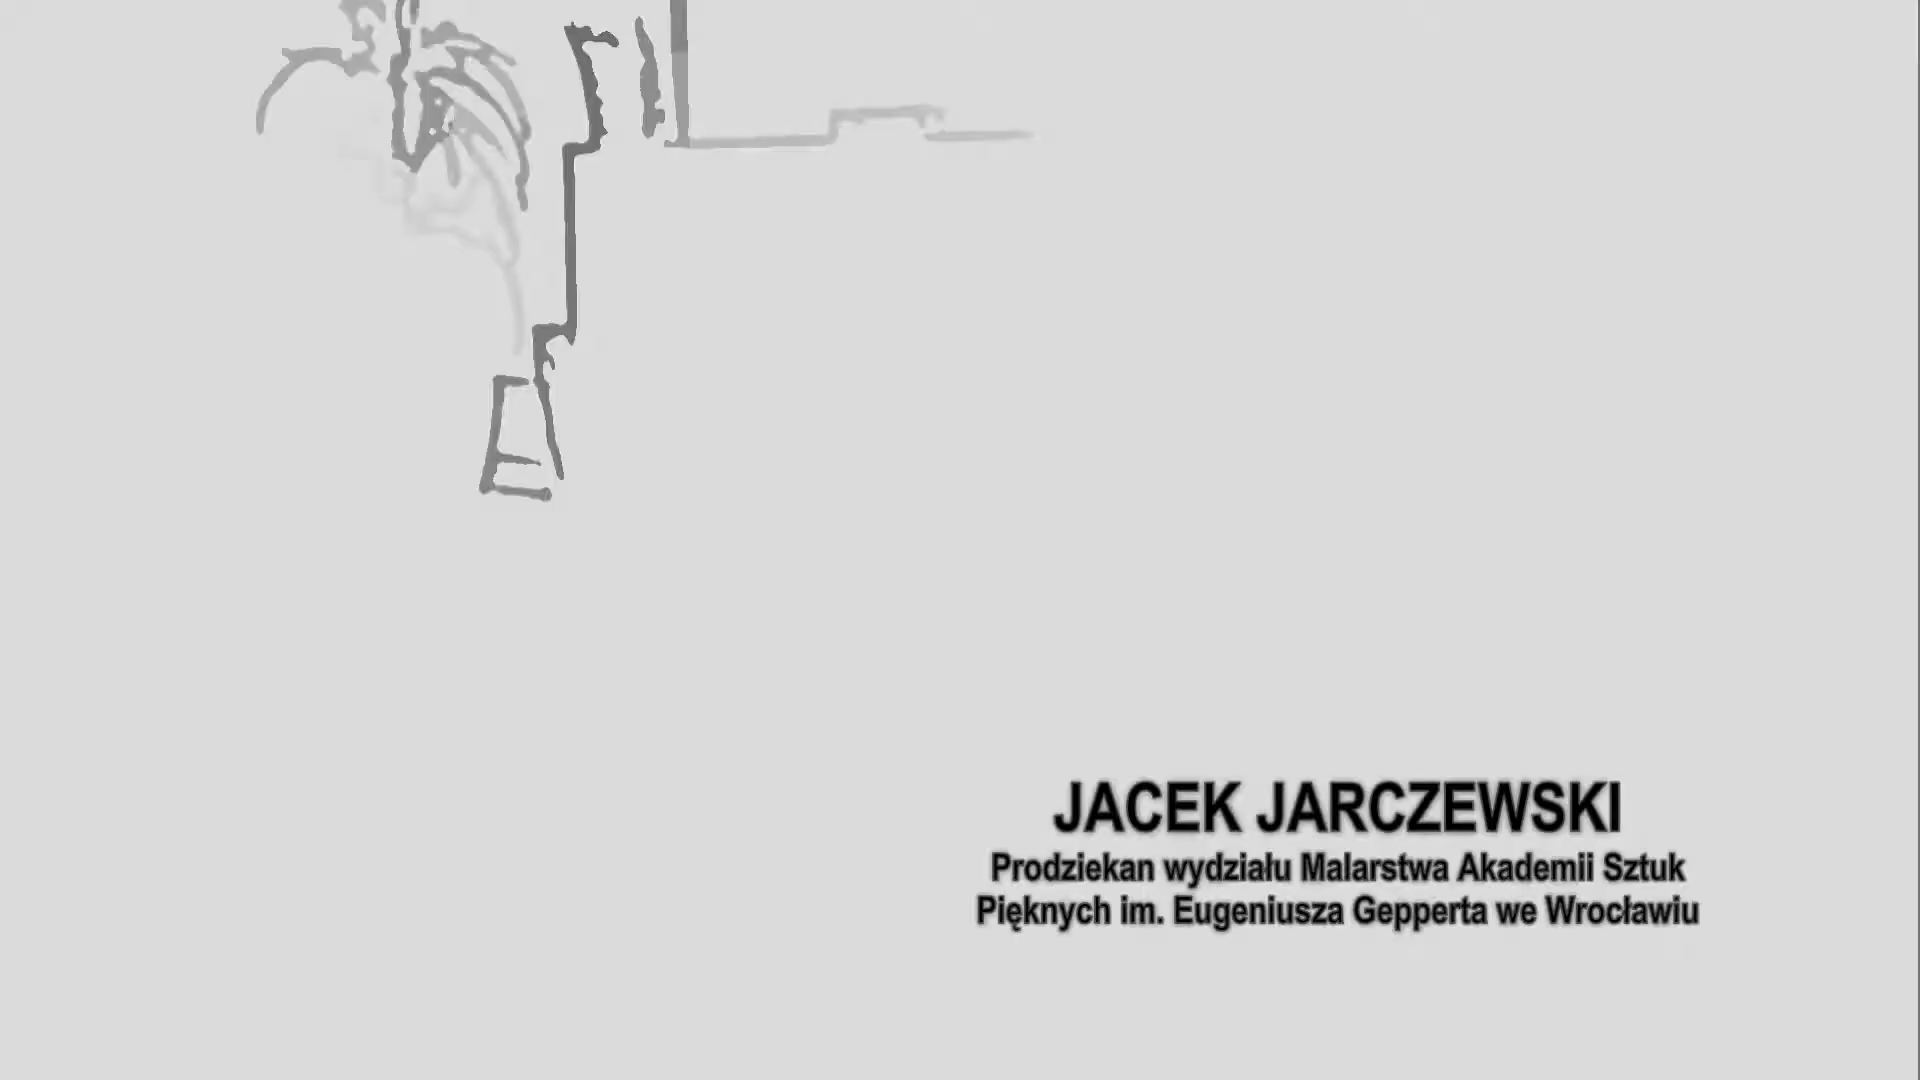 JACEK JARCZEWSKI
Prodziekan wydziału Malarstwa Akademii Sztuk
Pięknych im. Eugeniusza Gepperta we Wrocławiu